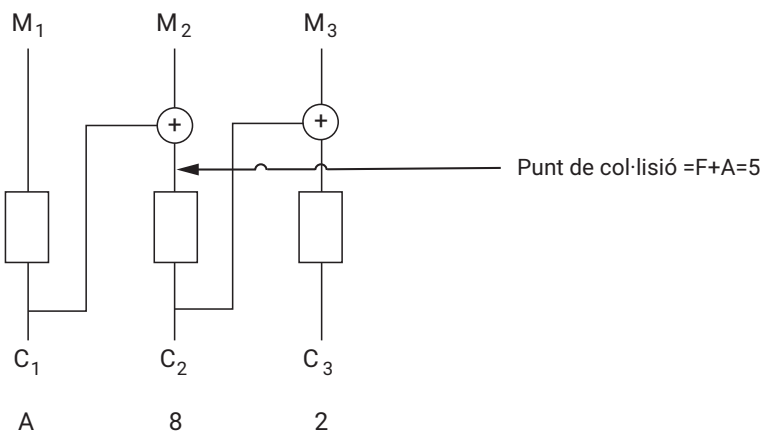 M1 M2 M3
+ +
Punt de col·lisió =F+A=5
C1 C2 C3
A 8 2